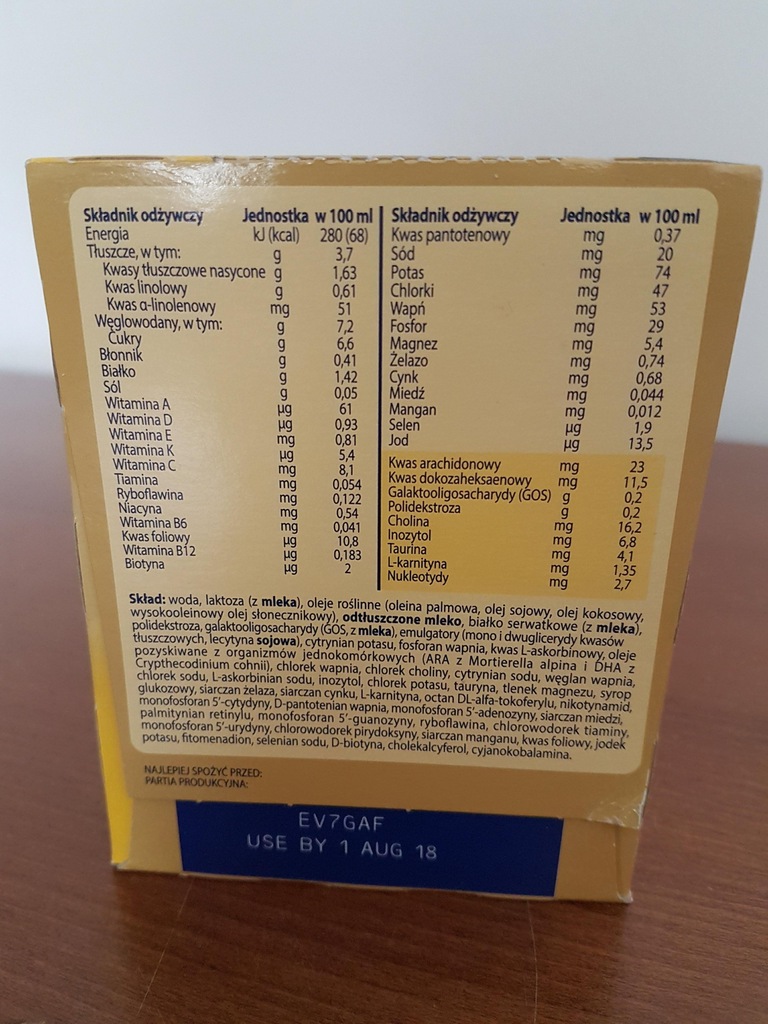 Składnik odżywczy Jednostka w 100 ml
Energia kJ (kcal) 280 (68)
Tłuszcze, w tym: g 3,7
Kwasy tłuszczowe nasycone g 1,63
Kwas linolowy g 0,61
Kwas α-linolenowy mg 51
Węglowodany, w tym: g 7,2
Cukry g 6,6
Błonnik g 0,41
Białko g 1,42
Sól g 0,05
Witamina A µg 61
Witamina D µg 0,93
Witamina E mg 0,81
Witamina K µg 5,4
Witamina C mg 8,1
Tiamina mg 0,054
Ryboflawina mg 0,122
Niacyna mg 0,54
Witamina B6 mg 0,041
Kwas foliowy µg 10,8
Witamina B12 µg 0,183
Biotyna µg 2
Składnik odżywczy Jednostka w 100 ml
Kwas pantotenowy mg 0,37
Sód mg 20
Potas mg 74
Chlorki mg 47
Wapń mg 53
Fosfor mg 29
Magnez mg 5,4
Żelazo mg 0,74
Cynk mg 0,68
Miedź mg 0,044
Mangan mg 0,012
Selen µg 1,9
Jod µg 13,5
Kwas arachidonowy mg 23
Kwas dokozaheksaenowy mg 11,5
Galaktooligosacharydy (GOS) g 0,2
Polidekstroza g 0,2
Cholina mg 16,2
Inozytol mg 6,8
Tauryna mg 4,1
L-karnityna mg 1,35
Nukleotydy mg 2,7
Skład: woda, laktoza (z mleka), oleje roślinne (oleina palmowa, olej sojowy, olej kokosowy,
wysokooleinowy olej słonecznikowy), odtłuszczone mleko, białko serwatkowe (z mleka),
polidekstroza, galaktooligosacharydy (GOS, z mleka), emulgatory (mono i dwuglicerydy kwasów
tłuszczowych, lecytyna sojowa), cytrynian potasu, fosforan wapnia, kwas L-askorbinowy, oleje
pozyskiwane z organizmów jednokomórkowych (ARA z Mortierella alpina i DHA z
Crypthecodinium cohnii), chlorek wapnia, chlorek choliny, cytrynian sodu, węglan wapnia,
chlorek sodu, L-askorbinian sodu, inozytol, chlorek potasu, tauryna, tlenek magnezu, syrop
glukozowy, siarczan żelaza, siarczan cynku, L-karnityna, octan DL-alfa-tokoferylu, nikotynamid,
monofosforan 5'-cytydyny, D-pantotenian wapnia, monofosforan 5'-adenozyny, siarczan miedzi,
palmitynian retinylu, monofosforan 5'-guanozyny, ryboflawina, chlorowodorek tiaminy,
monofosforan 5'-urydyny, chlorowodorek pirydoksyny, siarczan manganu, kwas foliowy, jodek
potasu, fitomenadion, selenian sodu, D-biotyna, cholekalcyferol, cyjanokobalamina.
NAJLEPIEJ SPOŻYĆ PRZED:
PARTIA PRODUKCYJNA:
EV7GAF
USE BY 1 AUG 18